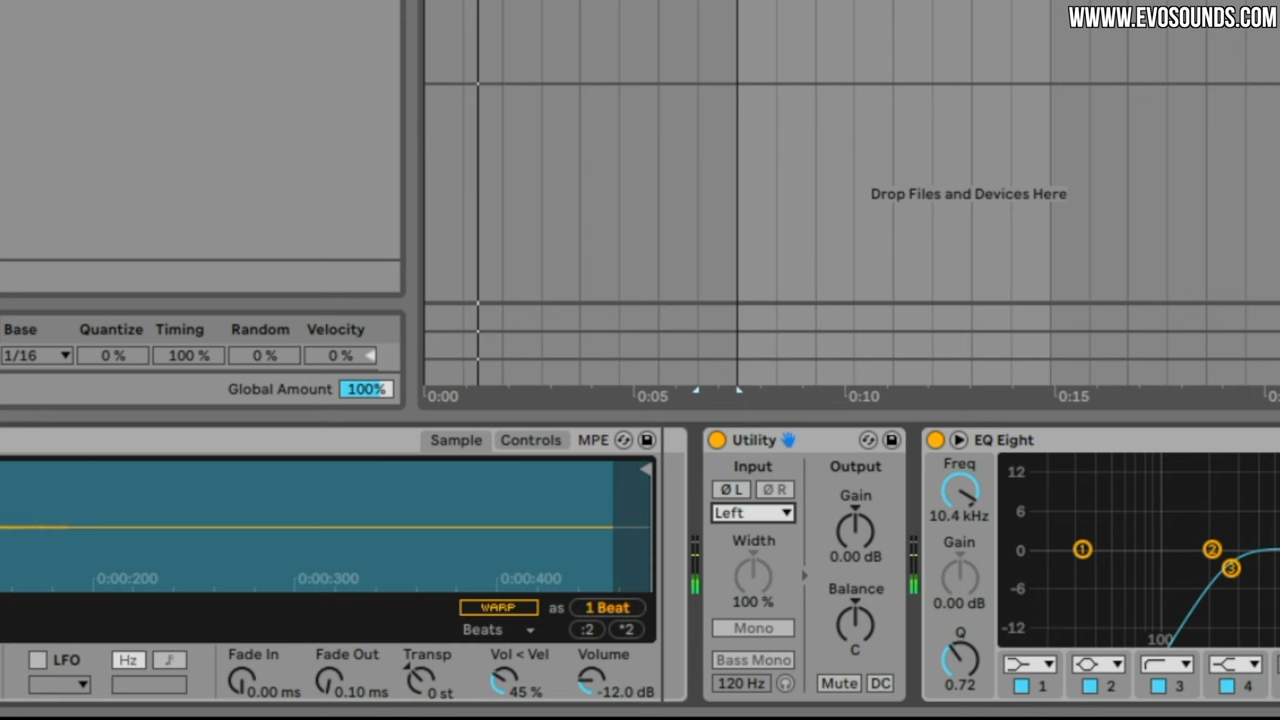 WWW.EVOSOUNDS.COM
Drop Files and Devices Here
Base Quantize Timing Random Velocity
1/16 0 % 100 % 0 % 0 %
Global Amount 100%
0:00 0:05 0:10 0:15
Sample Controls MPE
0:00:200 0:00:300 0:00:400
WARP as 1 Beat
Beats :2 *2
LFO Hz
Fade In Fade Out Transp Vol < Vel Volume
0.00 ms 0.10 ms 0 st 45 % -12.0 dB
Utility
Input Output
Ø L Ø R
Left
Gain
0.00 dB
Width
100 %
Balance
C
Mono
Bass Mono
120 Hz
Mute DC
EQ Eight
Freq
10.4 kHz
Gain
0.00 dB
Q
0.72
12
6
0
-6
-12
100
1 2 3
1 2 3 4